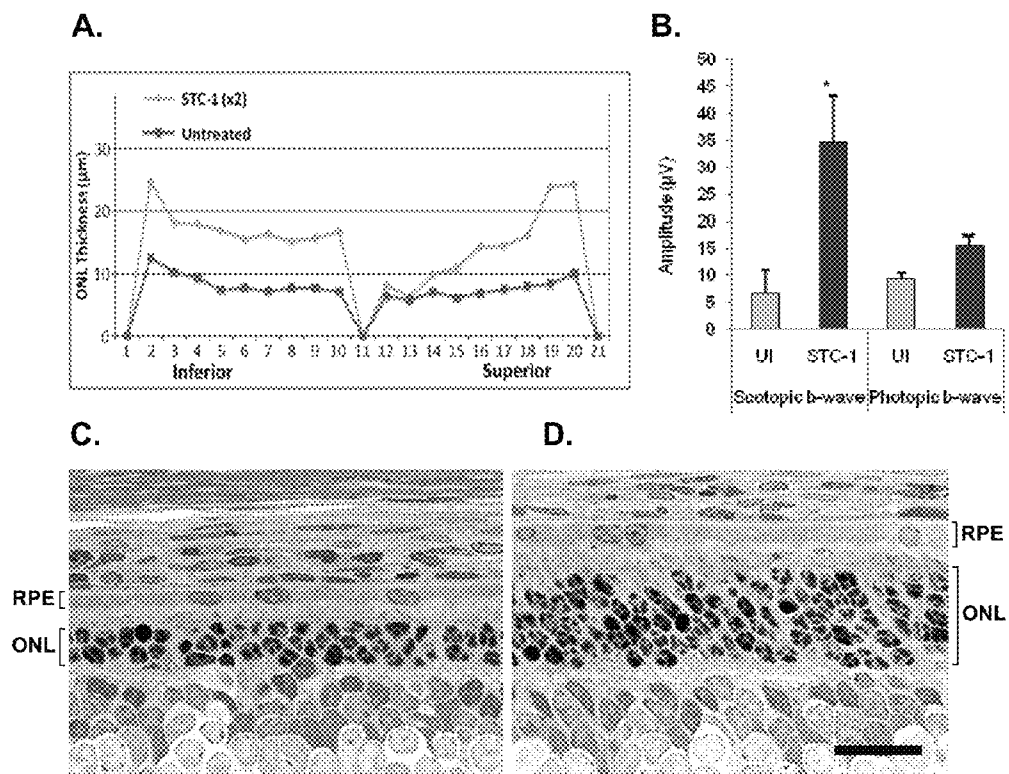 A.
STC-1 (x2)
Untreated
ONL Thickness (µm)
30
20
10
0
1 2 3 4 5 6 7 8 9 10 11 12 13 14 15 16 17 18 19 20 21
Inferior Superior
B.
Amplitude (µV)
50
45
40
35
30
25
20
15
10
5
0
*
**
UI STC-1 UI STC-1
Scotopic b-wave Photopic b-wave
C.
RPE
ONL
D.
RPE
ONL